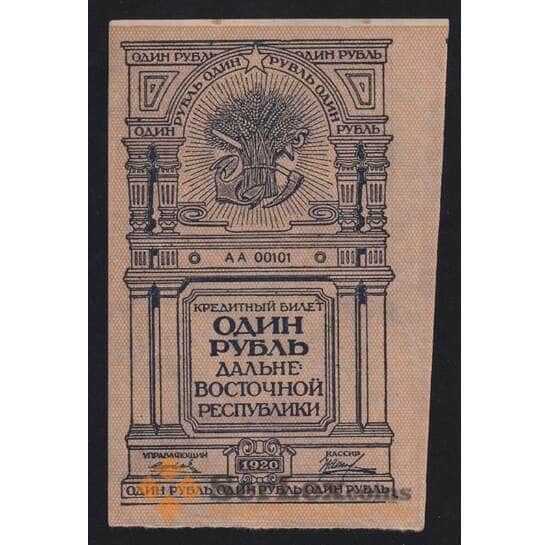 ОДИН РУБЛЬ ОДИН РУБЛЬ
РУБЛЬ ОДИН РУБЛЬ ОДИН
1 1
ОДИН РУБЛЬ
АА 00101
КРЕДИТНЫЙ БИЛЕТ
ОДИН
РУБЛЬ
ДАЛЬНЕ-
ВОСТОЧНОЙ
РЕСПУБЛИКИ
УПРАВЛЯЮЩИЙ КАССИР
1920
ОДИН РУБЛЬ ОДИН РУБЛЬ ОДИН РУБЛЬ